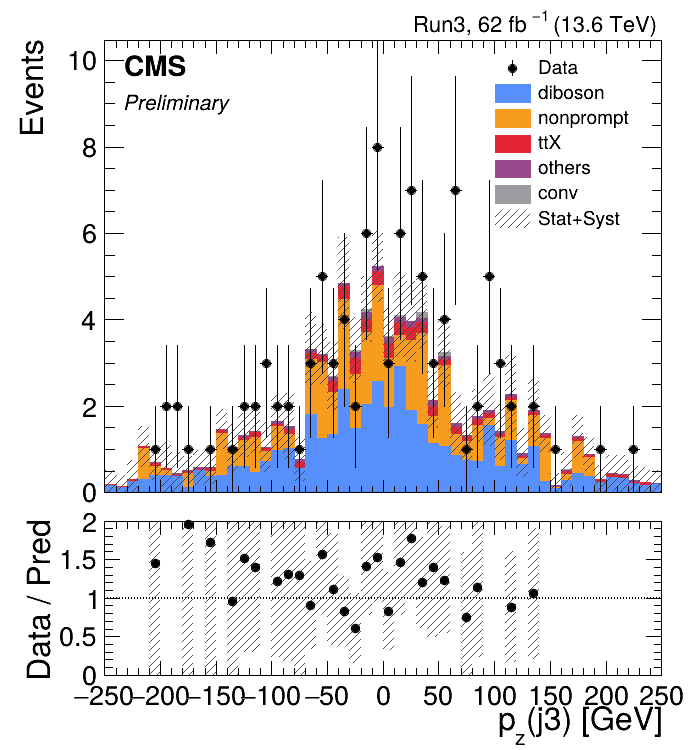 Run3, 62 fb⁻¹ (13.6 TeV)
Events
CMS
Preliminary
Data
diboson
nonprompt
ttX
others
conv
Stat+Syst
10
8
6
4
2
0
Data / Pred
2
1.5
1
0.5
0
−250 −200 −150 −100 −50 0 50 100 150 200 250
p_z(j3) [GeV]